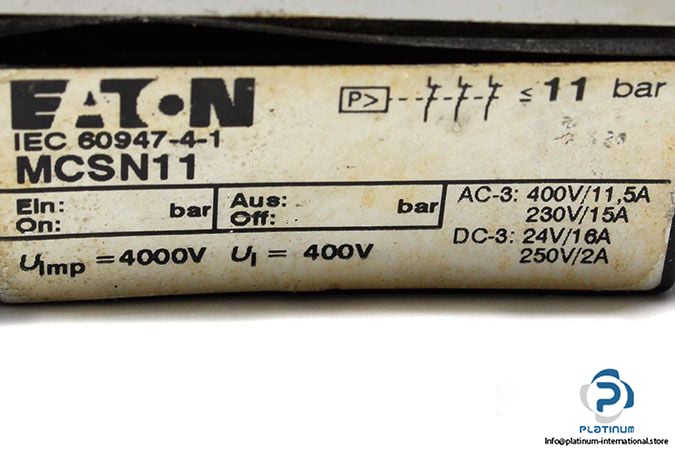 EATON
P> ≤ 11 bar
IEC 60947-4-1
MCSN11
Ein: bar
On:
Aus: bar
Off:
AC-3: 400V/11,5A
230V/15A
DC-3: 24V/16A
250V/2A
Uimp = 4000V Ui = 400V
PLATINUM
Info@platinum-international.store